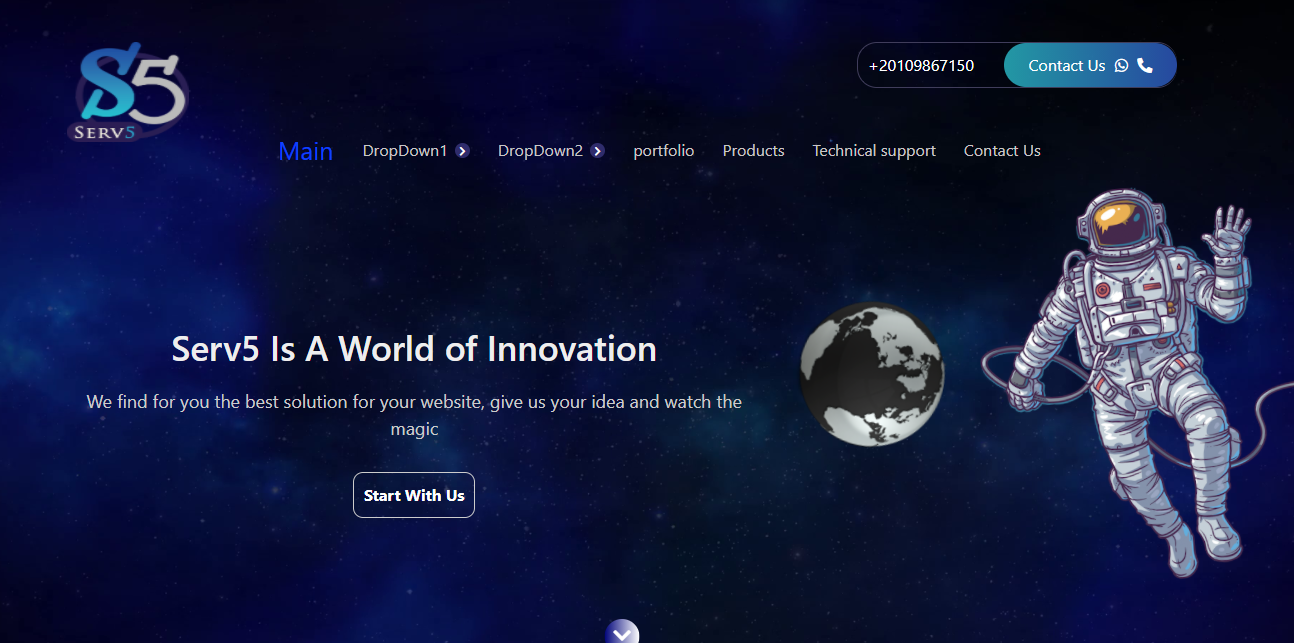 S5
SERV5
+20109867150
Contact Us
Main
DropDown1
DropDown2
portfolio
Products
Technical support
Contact Us
Serv5 Is A World of Innovation
We find for you the best solution for your website, give us your idea and watch the
magic
Start With Us